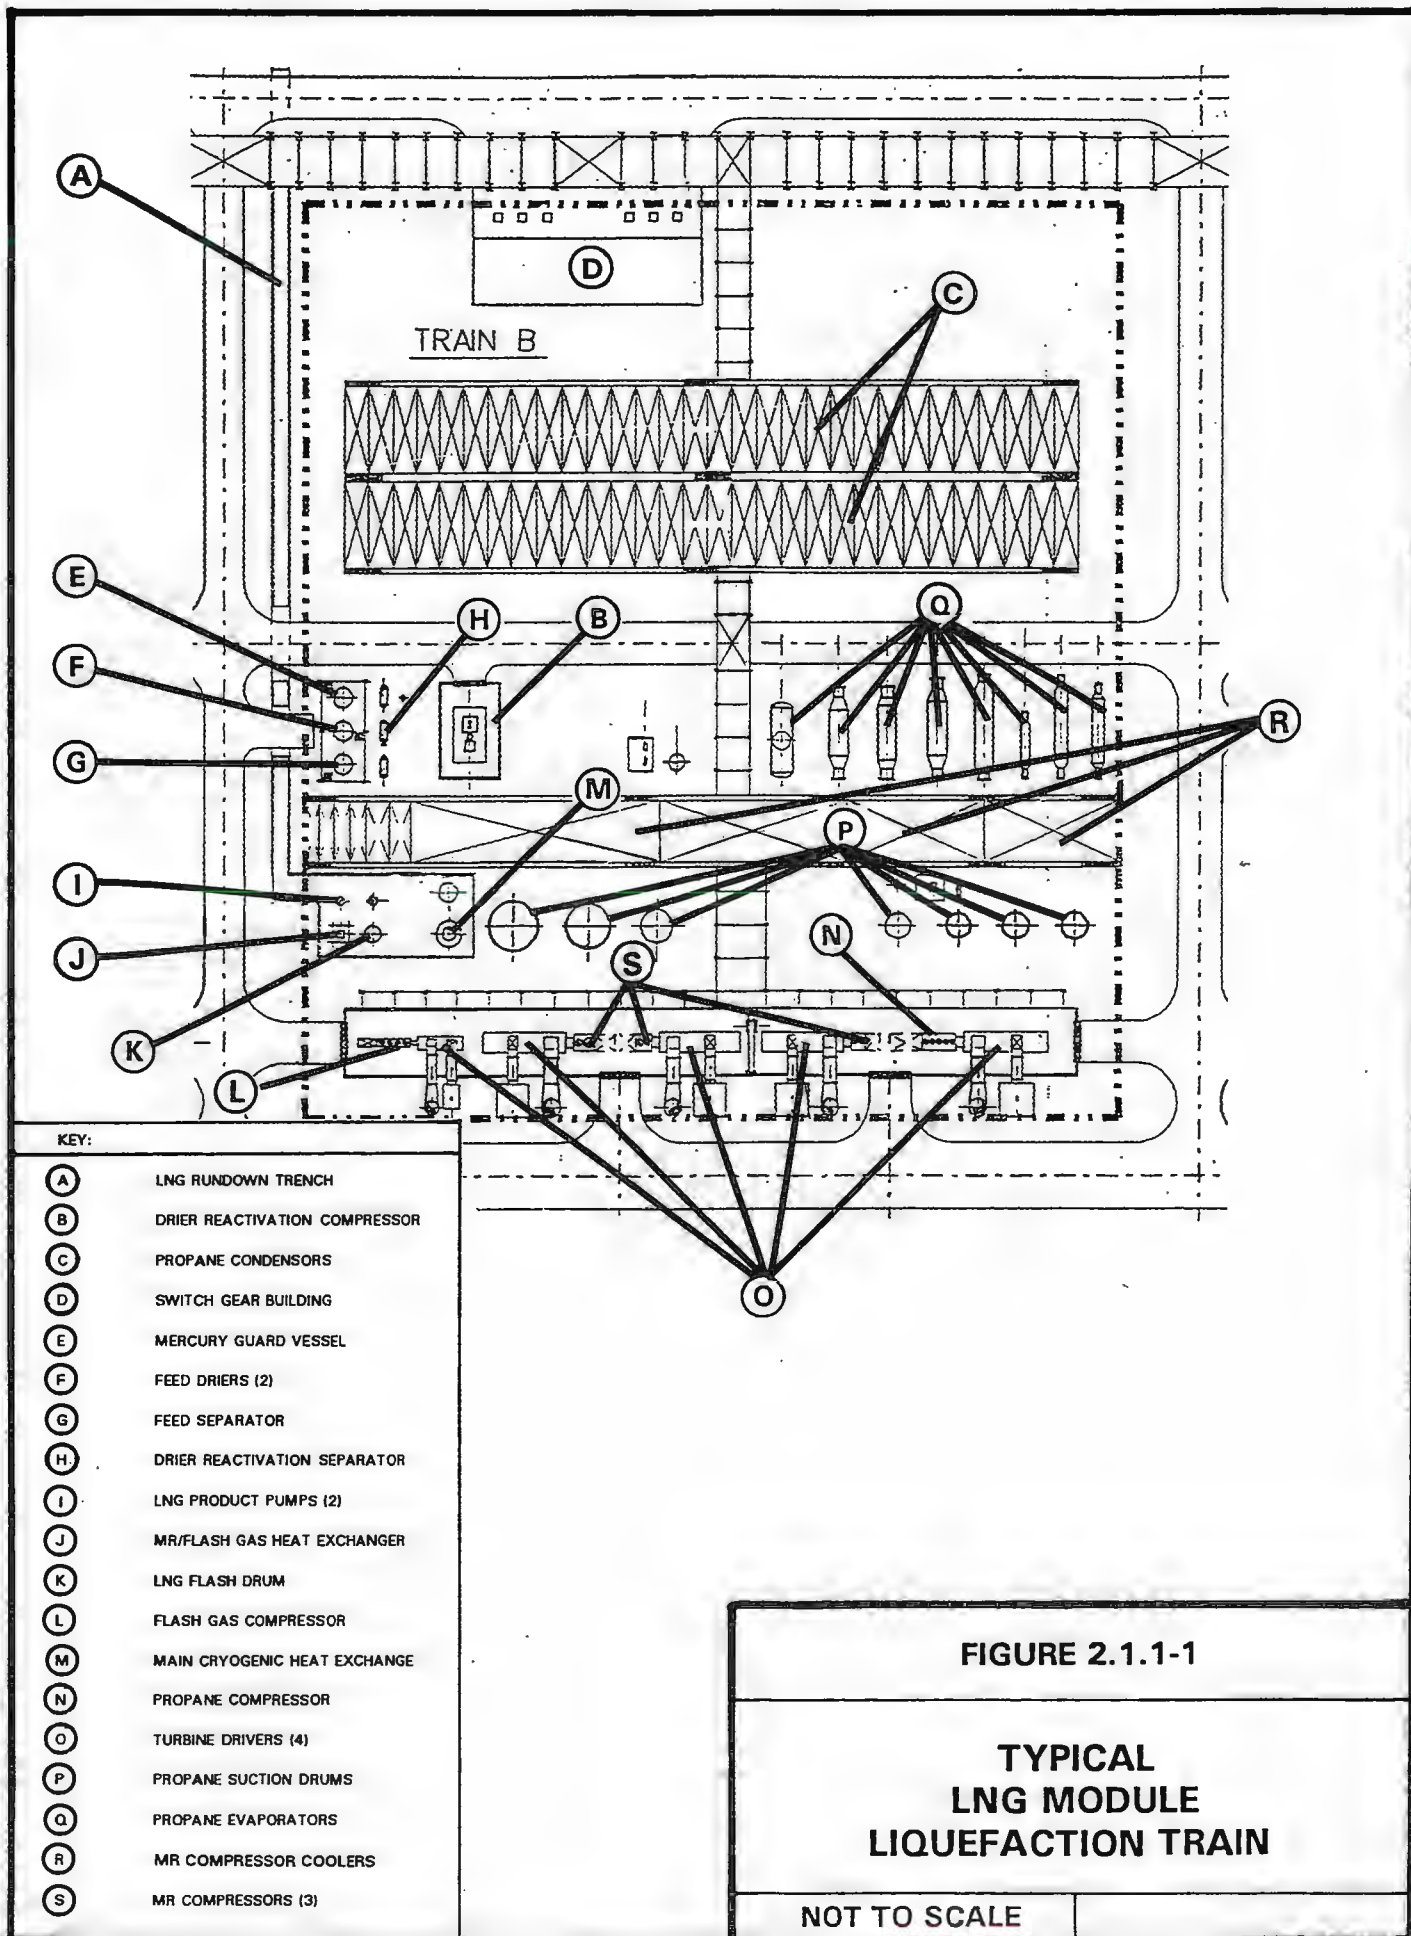 A
D
C
TRAIN B
E
H
B
Q
F
R
G
M
P
I
N
J
S
K
L
O
KEY:
A LNG RUNDOWN TRENCH
B DRIER REACTIVATION COMPRESSOR
C PROPANE CONDENSORS
D SWITCH GEAR BUILDING
E MERCURY GUARD VESSEL
F FEED DRIERS (2)
G FEED SEPARATOR
H DRIER REACTIVATION SEPARATOR
I LNG PRODUCT PUMPS (2)
J MR/FLASH GAS HEAT EXCHANGER
K LNG FLASH DRUM
L FLASH GAS COMPRESSOR
M MAIN CRYOGENIC HEAT EXCHANGE
N PROPANE COMPRESSOR
O TURBINE DRIVERS (4)
P PROPANE SUCTION DRUMS
Q PROPANE EVAPORATORS
R MR COMPRESSOR COOLERS
S MR COMPRESSORS (3)
FIGURE 2.1.1-1
TYPICAL
LNG MODULE
LIQUEFACTION TRAIN
NOT TO SCALE